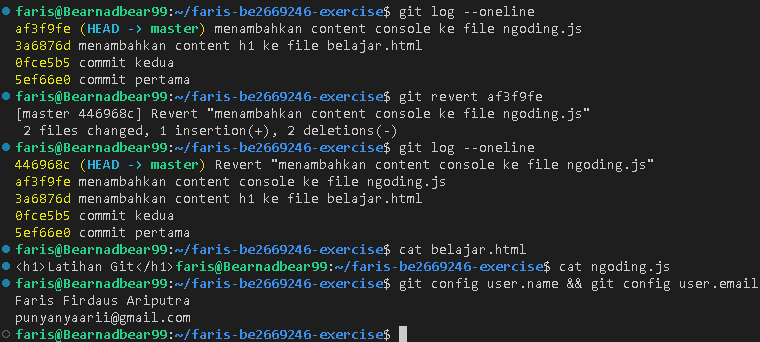 faris@Bearnadbear99:~/faris-be2669246-exercise$ git log --oneline
af3f9fe (HEAD -> master) menambahkan content console ke file ngoding.js
3a6876d menambahkan content h1 ke file belajar.html
0fce5b5 commit kedua
5ef66e0 commit pertama
faris@Bearnadbear99:~/faris-be2669246-exercise$ git revert af3f9fe
[master 446968c] Revert "menambahkan content console ke file ngoding.js"
 2 files changed, 1 insertion(+), 2 deletions(-)
faris@Bearnadbear99:~/faris-be2669246-exercise$ git log --oneline
446968c (HEAD -> master) Revert "menambahkan content console ke file ngoding.js"
af3f9fe menambahkan content console ke file ngoding.js
3a6876d menambahkan content h1 ke file belajar.html
0fce5b5 commit kedua
5ef66e0 commit pertama
faris@Bearnadbear99:~/faris-be2669246-exercise$ cat belajar.html
<h1>Latihan Git</h1>faris@Bearnadbear99:~/faris-be2669246-exercise$ cat ngoding.js
faris@Bearnadbear99:~/faris-be2669246-exercise$ git config user.name && git config user.email
Faris Firdaus Ariputra
punyanyaarii@gmail.com
faris@Bearnadbear99:~/faris-be2669246-exercise$